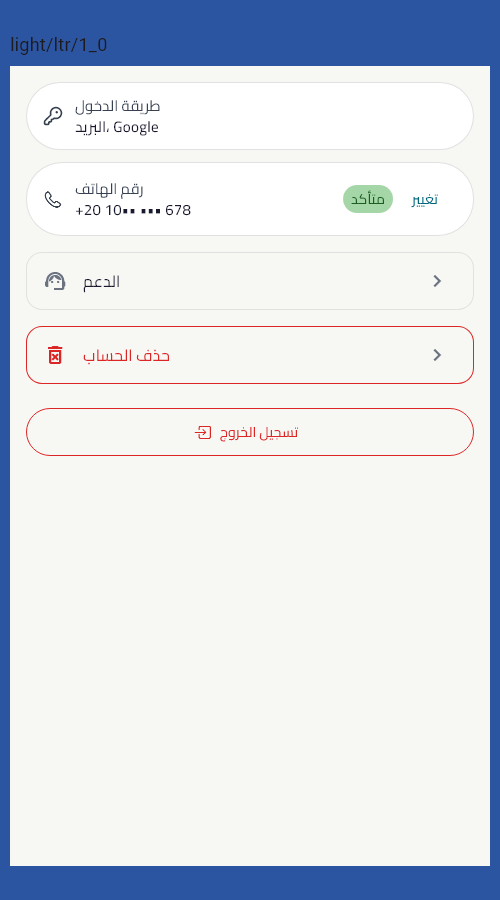 light/ltr/1_0
طريقة الدخول
البريد، Google
رقم الهاتف
+20 10•• ••• 678
متأكد
تغيير
الدعم
حذف الحساب
تسجيل الخروج